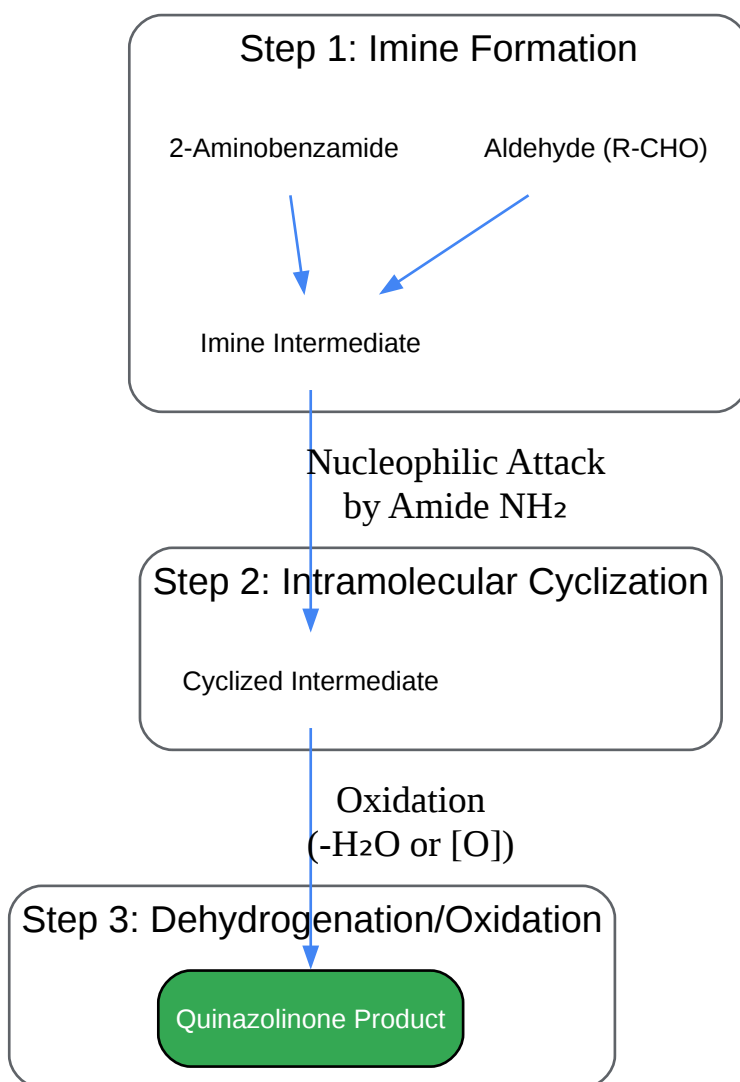 Step 1: Imine Formation
2-Aminobenzamide
Aldehyde (R-CHO)
Imine Intermediate
Nucleophilic Attack
by Amide NH₂
Step 2: Intramolecular Cyclization
Cyclized Intermediate
Oxidation
(-H₂O or [O])
Step 3: Dehydrogenation/Oxidation
Quinazolinone Product